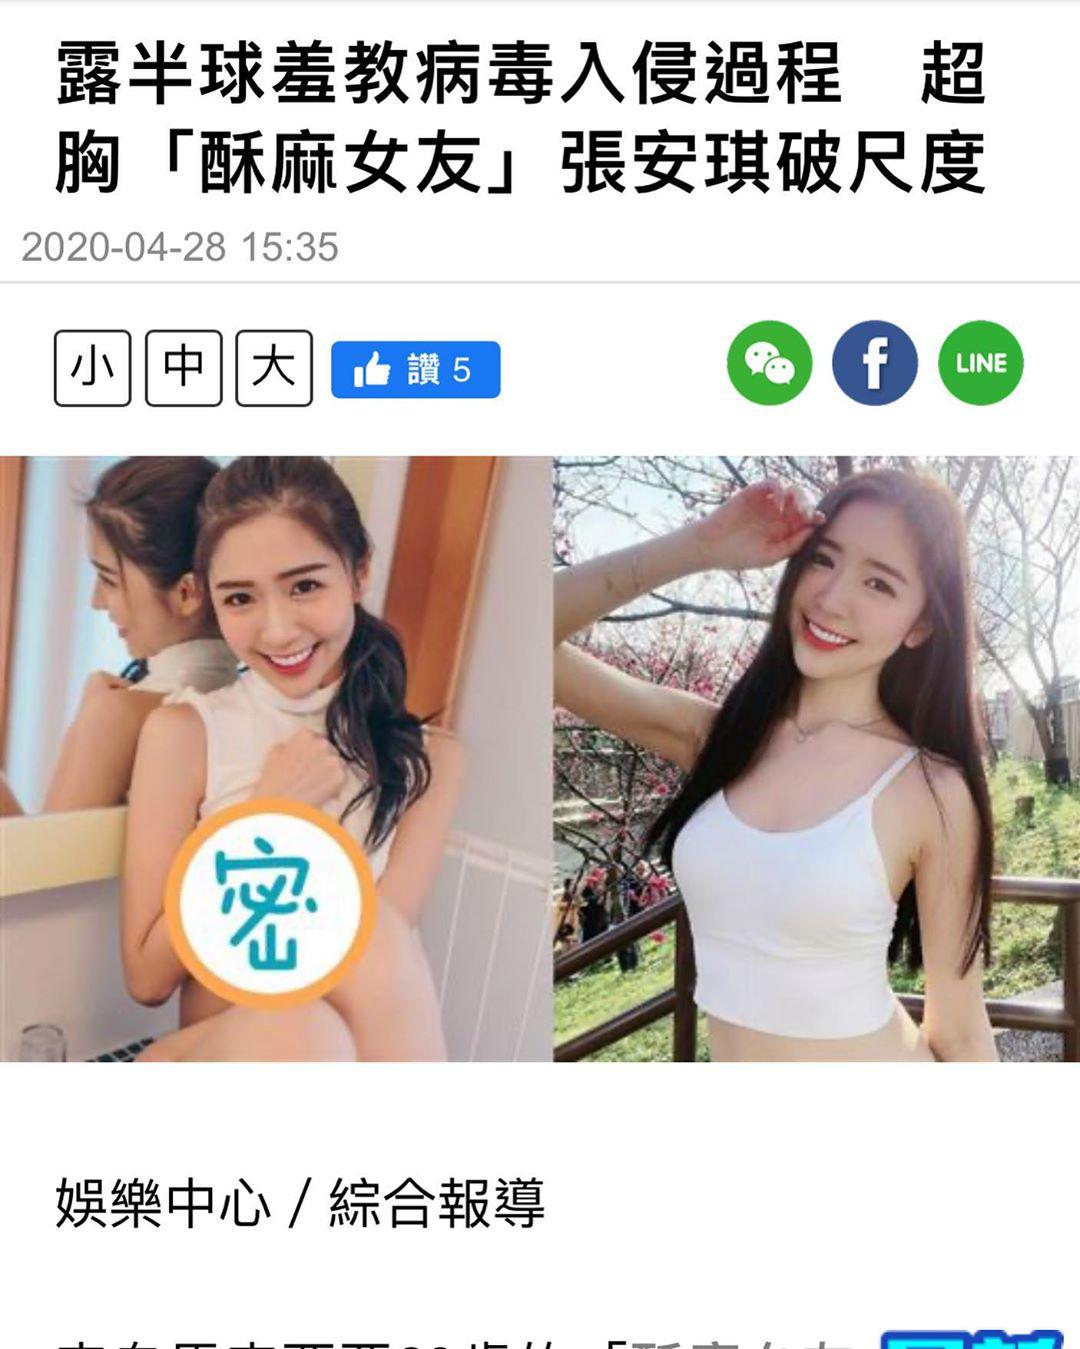 露半球羞教病毒入侵過程　超
胸「酥麻女友」張安琪破尺度
2020-04-28 15:35
小 中 大 讚 5 f LINE
密
娛樂中心 / 綜合報導